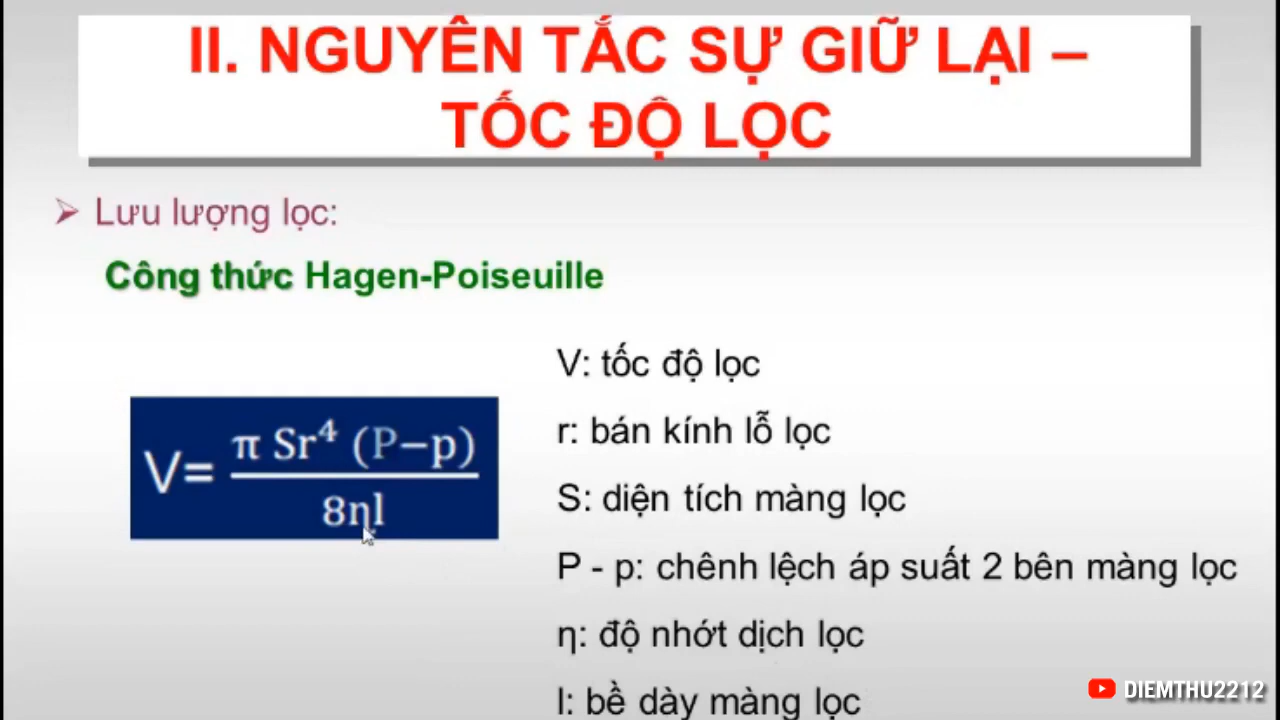 II. NGUYÊN TẮC SỰ GIỮ LẠI –
TỐC ĐỘ LỌC
➢ Lưu lượng lọc:
Công thức Hagen-Poiseuille
V= π Sr⁴ (P−p) / 8ηl
V: tốc độ lọc
r: bán kính lỗ lọc
S: diện tích màng lọc
P - p: chênh lệch áp suất 2 bên màng lọc
η: độ nhớt dịch lọc
l: bề dày màng lọc
DIEMTHU2212